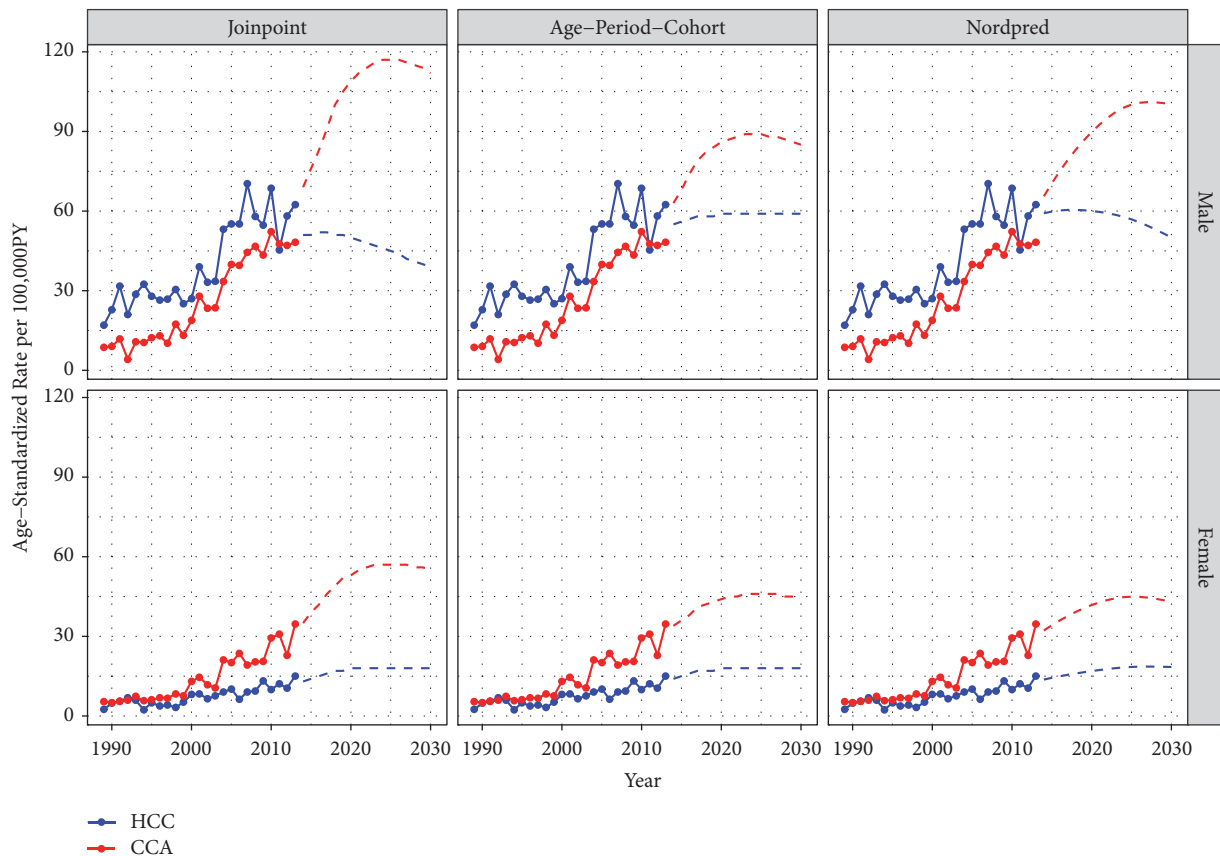 Joinpoint
Age−Period−Cohort
Nordpred
Age−Standardized Rate per 100,000PY
120
90
60
30
0
Male
120
90
60
30
0
Female
1990 2000 2010 2020 2030
1990 2000 2010 2020 2030
1990 2000 2010 2020 2030
Year
HCC
CCA